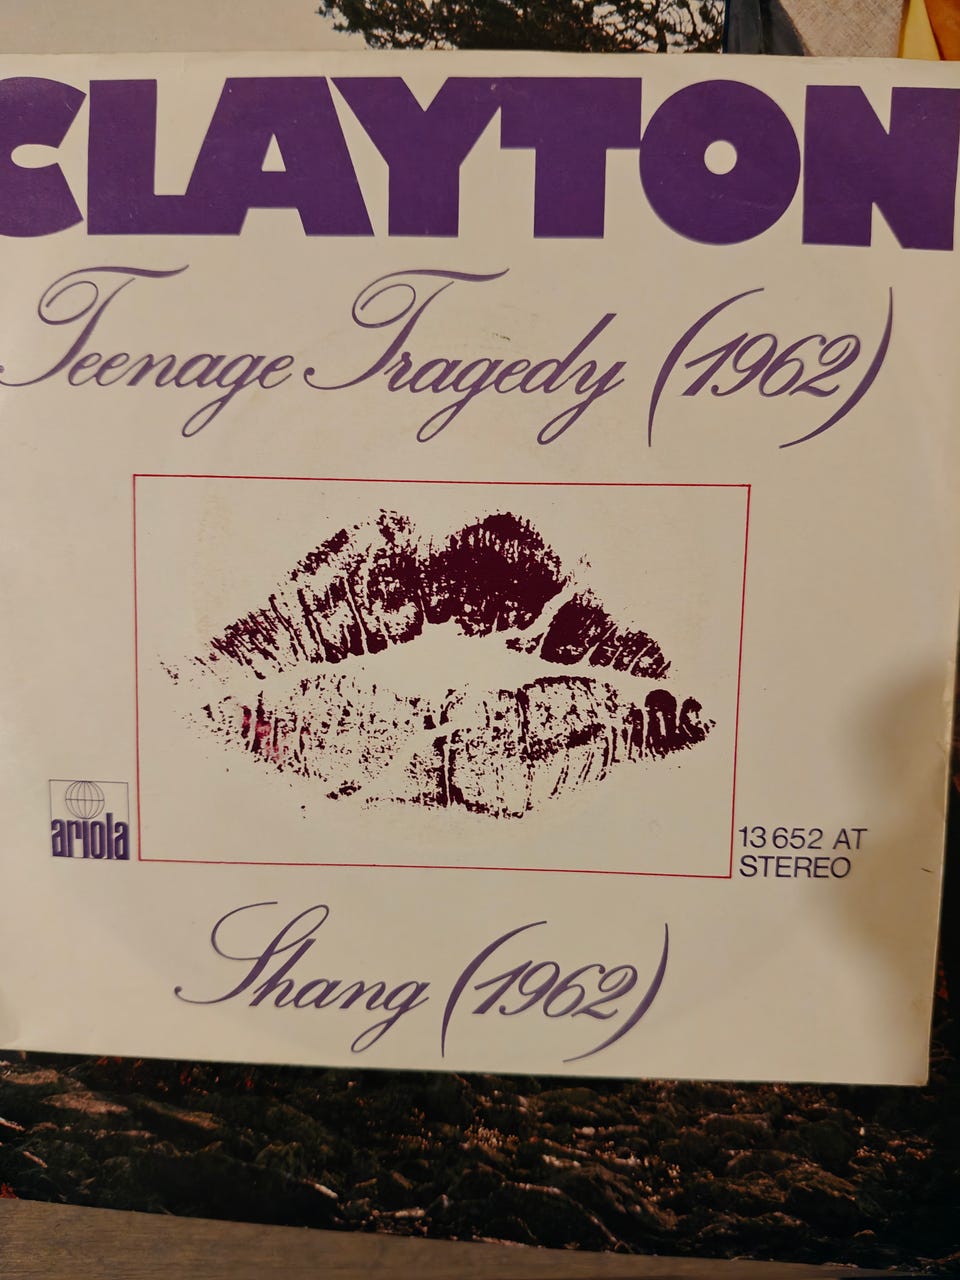 CLAYTON
Teenage Tragedy (1962)
ariola
13 652 AT
STEREO
Shang (1962)